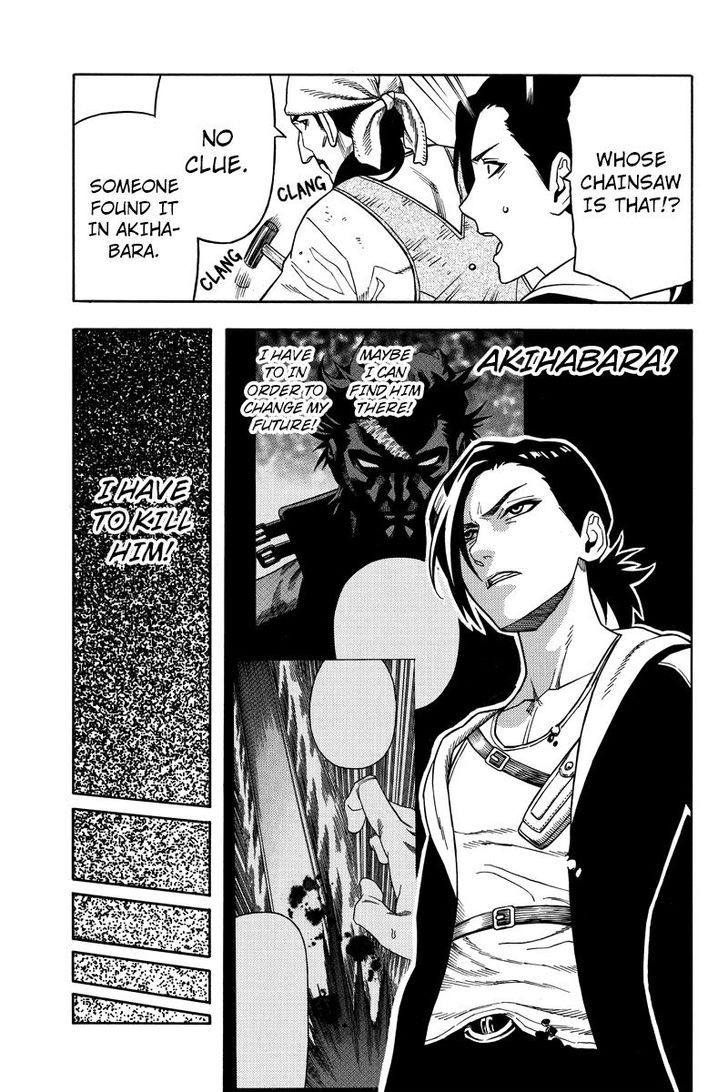 WHOSE
CHAINSAW
IS THAT!?
NO
CLUE.
SOMEONE
FOUND IT
IN AKIHA-
BARA.
CLANG
CLANG
AKIHABARA!
MAYBE
I CAN
FIND HIM
THERE!
I HAVE
TO IN
ORDER TO
CHANGE MY
FUTURE!
I HAVE
TO KILL
HIM!